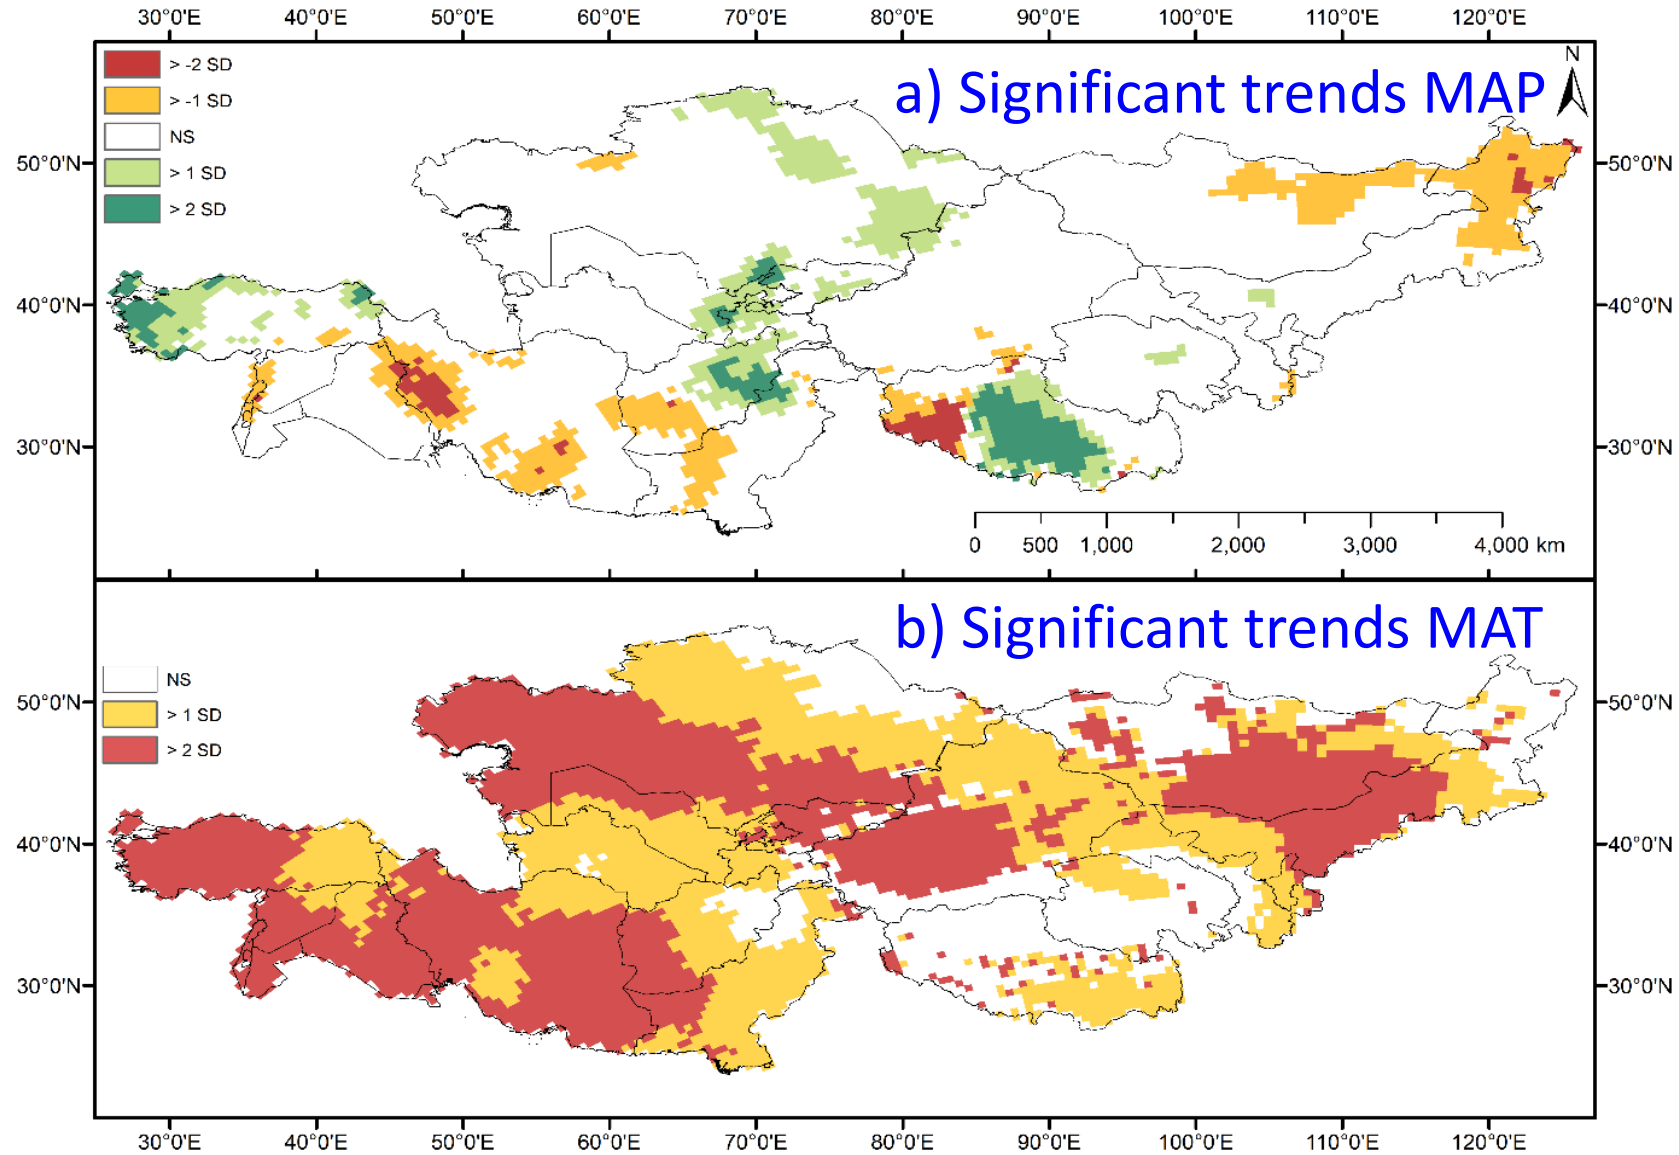 30°0'E 40°0'E 50°0'E 60°0'E 70°0'E 80°0'E 90°0'E 100°0'E 110°0'E 120°0'E
> -2 SD
> -1 SD
NS
> 1 SD
> 2 SD
a) Significant trends MAP
N
50°0'N 50°0'N
40°0'N 40°0'N
30°0'N 30°0'N
0 500 1,000 2,000 3,000 4,000 km
b) Significant trends MAT
NS
> 1 SD
> 2 SD
50°0'N 50°0'N
40°0'N 40°0'N
30°0'N 30°0'N
30°0'E 40°0'E 50°0'E 60°0'E 70°0'E 80°0'E 90°0'E 100°0'E 110°0'E 120°0'E